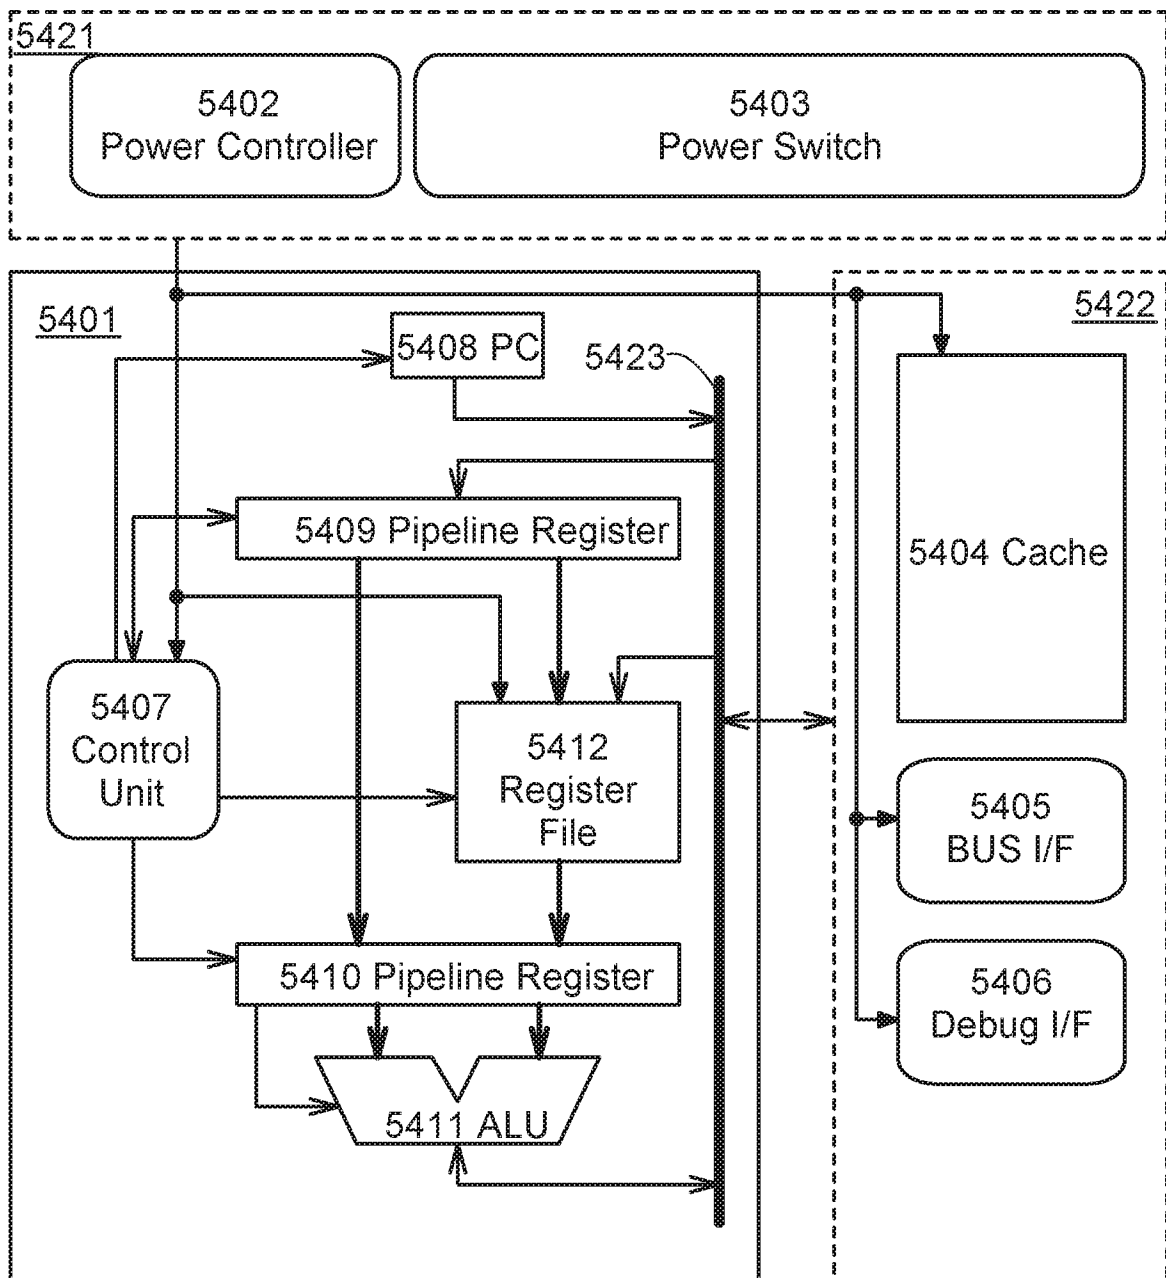 5421
5402
Power Controller
5403
Power Switch
5401
5408 PC
5423
5422
5409 Pipeline Register
5404 Cache
5407
Control
Unit
5412
Register
File
5405
BUS I/F
5410 Pipeline Register
5406
Debug I/F
5411 ALU